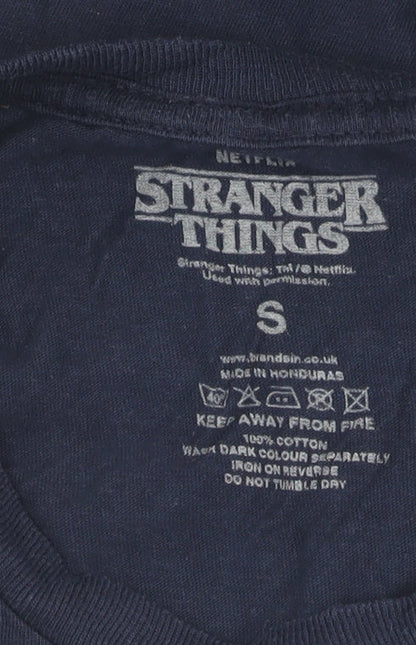 NETFLIX
STRANGER
THINGS
Stranger Things: TM/© Netflix.
Used with permission.
S
www.brandsin.co.uk
MADE IN HONDURAS
40°
KEEP AWAY FROM FIRE
100% COTTON
WASH DARK COLOUR SEPARATELY
IRON ON REVERSE
DO NOT TUMBLE DRY